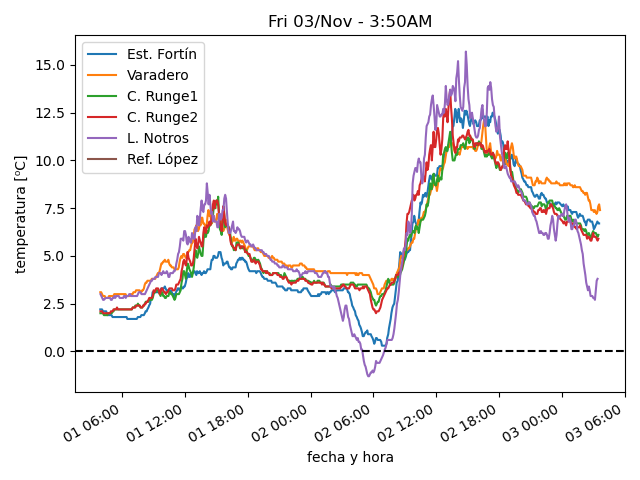 Fri 03/Nov - 3:50AM
temperatura [°C]
15.0
12.5
10.0
7.5
5.0
2.5
0.0
Est. Fortín
Varadero
C. Runge1
C. Runge2
L. Notros
Ref. López
01 06:00
01 12:00
01 18:00
02 00:00
02 06:00
02 12:00
02 18:00
03 00:00
03 06:00
fecha y hora